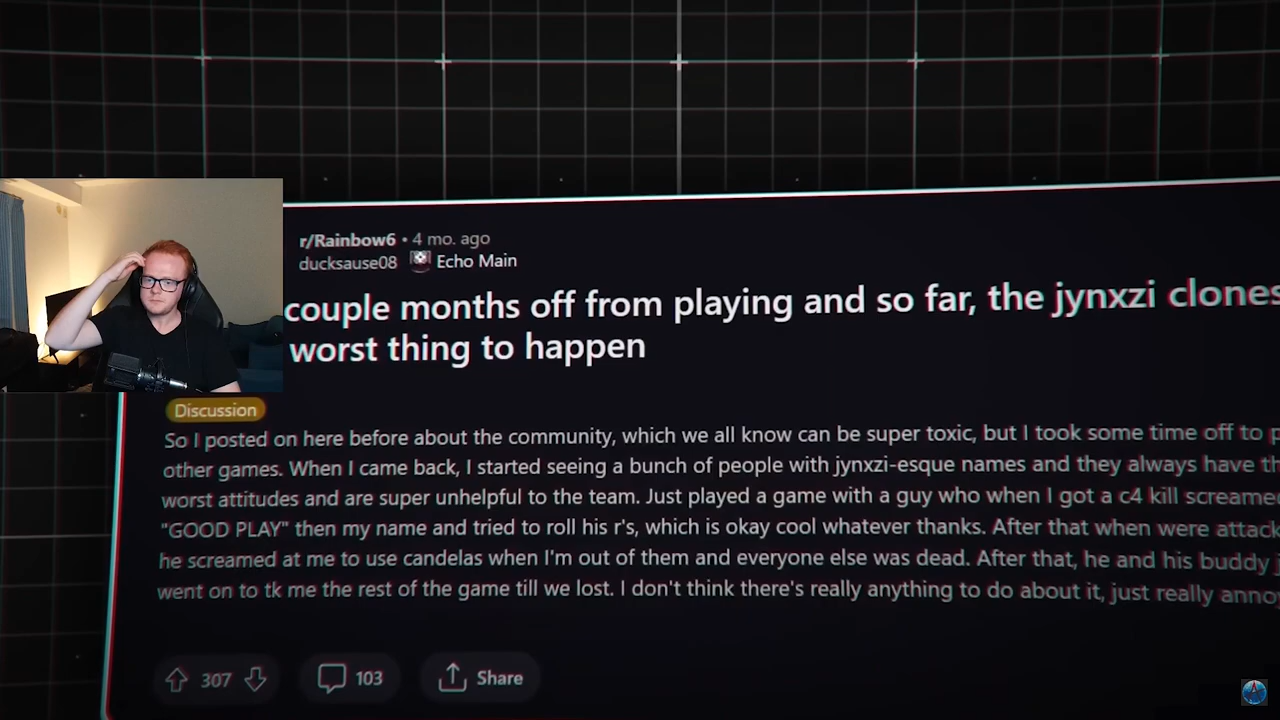 r/Rainbow6 • 4 mo. ago
ducksause08 Echo Main
couple months off from playing and so far, the jynxzi clones
worst thing to happen
Discussion
So I posted on here before about the community, which we all know can be super toxic, but I took some time off to p
other games. When I came back, I started seeing a bunch of people with jynxzi-esque names and they always have th
worst attitudes and are super unhelpful to the team. Just played a game with a guy who when I got a c4 kill screamed
"GOOD PLAY" then my name and tried to roll his r's, which is okay cool whatever thanks. After that when were attack
he screamed at me to use candelas when I'm out of them and everyone else was dead. After that, he and his buddy j
went on to tk me the rest of the game till we lost. I don't think there's really anything to do about it, just really anno
307 103 Share